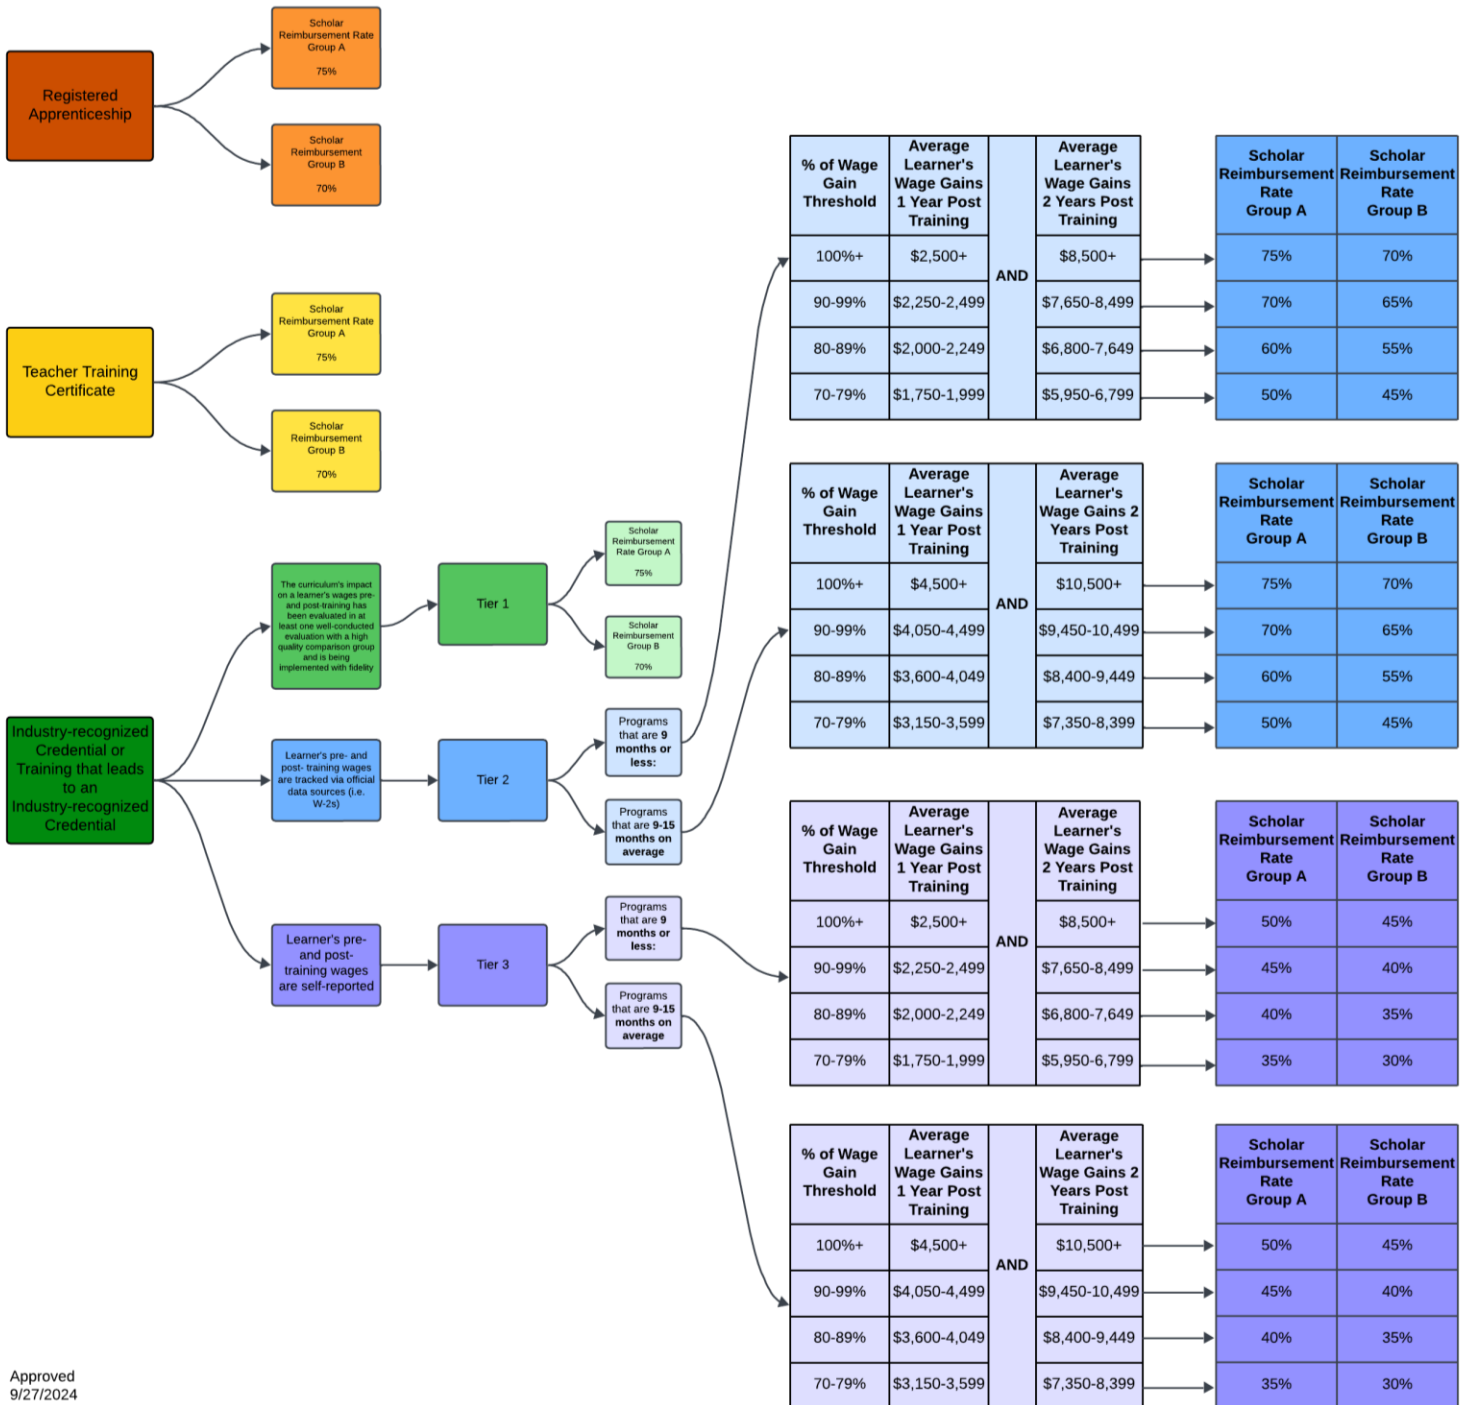 Registered
Apprenticeship
Scholar
Reimbursement Rate
Group A
75%
Scholar
Reimbursement
Group B
70%
Teacher Training
Certificate
Scholar
Reimbursement Rate
Group A
75%
Scholar
Reimbursement
Group B
70%
Industry-recognized
Credential or
Training that leads
to an
Industry-recognized
Credential
The curriculum's impact
on a learner's wages pre-
and post-training has
been evaluated in at
least one well-conducted
evaluation with a high
quality comparison group
and is being
implemented with fidelity
Tier 1
Scholar
Reimbursement
Rate Group A
75%
Scholar
Reimbursement
Group B
70%
Learner's pre- and
post- training wages
are tracked via official
data sources (i.e.
W-2s)
Tier 2
Programs
that are 9
months or
less:
Programs
that are 9-15
months on
average
Learner's pre-
and post-
training wages
are self-reported
Tier 3
Programs
that are 9
months or
less:
Programs
that are 9-15
months on
average
% of Wage
Gain
Threshold
Average
Learner's
Wage Gains
1 Year Post
Training
AND
Average
Learner's
Wage Gains
2 Years Post
Training
Scholar
Reimbursement
Rate
Group A
Scholar
Reimbursement
Rate
Group B
100%+ $2,500+ $8,500+ 75% 70%
90-99% $2,250-2,499 $7,650-8,499 70% 65%
80-89% $2,000-2,249 $6,800-7,649 60% 55%
70-79% $1,750-1,999 $5,950-6,799 50% 45%
% of Wage
Gain
Threshold
Average
Learner's
Wage Gains
1 Year Post
Training
AND
Average
Learner's
Wage Gains 2
Years Post
Training
Scholar
Reimbursement
Rate
Group A
Scholar
Reimbursement
Rate
Group B
100%+ $4,500+ $10,500+ 75% 70%
90-99% $4,050-4,499 $9,450-10,499 70% 65%
80-89% $3,600-4,049 $8,400-9,449 60% 55%
70-79% $3,150-3,599 $7,350-8,399 50% 45%
% of Wage
Gain
Threshold
Average
Learner's
Wage Gains
1 Year Post
Training
AND
Average
Learner's
Wage Gains
2 Years Post
Training
Scholar
Reimbursement
Rate
Group A
Scholar
Reimbursement
Rate
Group B
100%+ $2,500+ $8,500+ 50% 45%
90-99% $2,250-2,499 $7,650-8,499 45% 40%
80-89% $2,000-2,249 $6,800-7,649 40% 35%
70-79% $1,750-1,999 $5,950-6,799 35% 30%
% of Wage
Gain
Threshold
Average
Learner's
Wage Gains
1 Year Post
Training
AND
Average
Learner's
Wage Gains 2
Years Post
Training
Scholar
Reimbursement
Rate
Group A
Scholar
Reimbursement
Rate
Group B
100%+ $4,500+ $10,500+ 50% 45%
90-99% $4,050-4,499 $9,450-10,499 45% 40%
80-89% $3,600-4,049 $8,400-9,449 40% 35%
70-79% $3,150-3,599 $7,350-8,399 35% 30%
Approved
9/27/2024